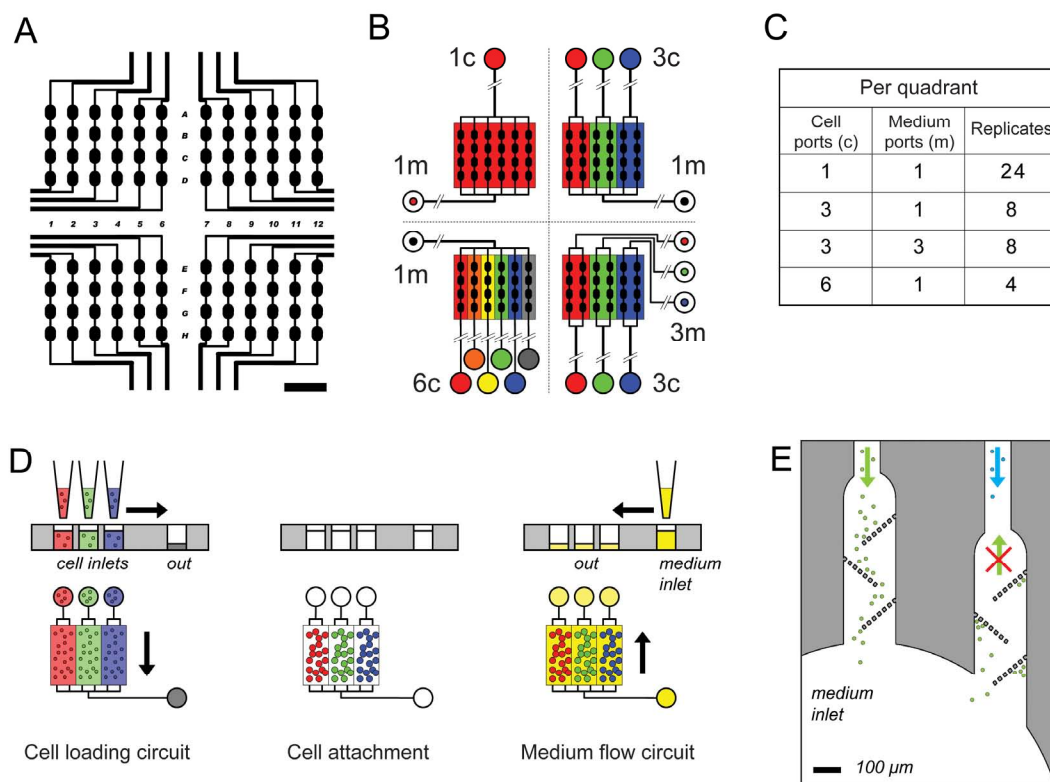 A
A
B
C
D
1 2 3 4 5 6 7 8 9 10 11 12
E
F
G
H
B
1c
3c
1m
1m
1m
3m
6c
3c
C
Per quadrant
Cell ports (c) Medium ports (m) Replicates
1 1 24
3 1 8
3 3 8
6 1 4
D
cell inlets
out
out
medium
inlet
Cell loading circuit
Cell attachment
Medium flow circuit
E
medium
inlet
100 µm